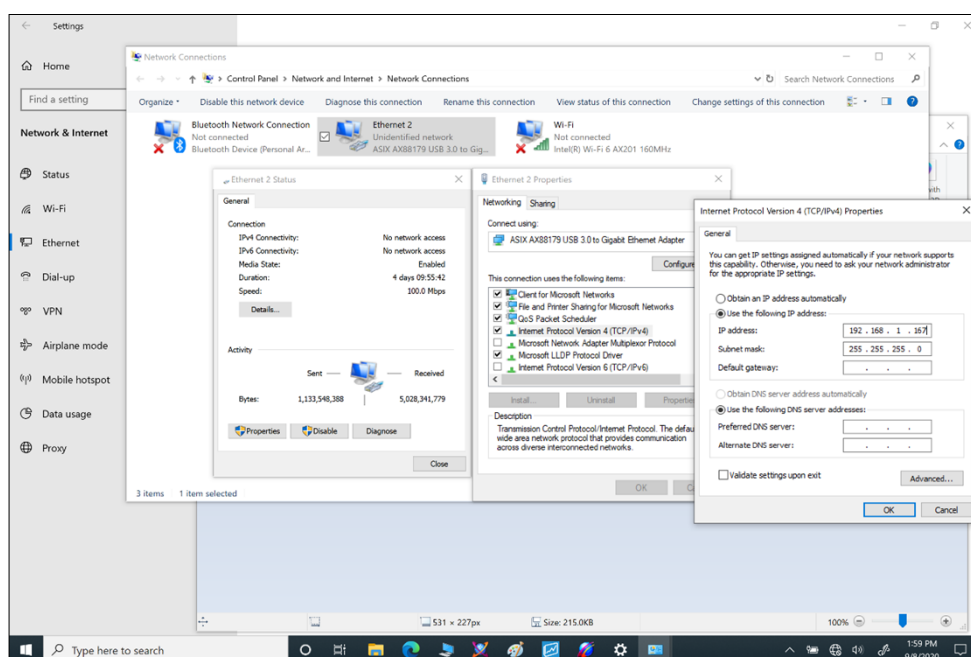 Settings
Home
Find a setting
Network & Internet
Status
Wi-Fi
Ethernet
Dial-up
VPN
Airplane mode
Mobile hotspot
Data usage
Proxy
Network Connections
Control Panel > Network and Internet > Network Connections
Search Network Connections
Organize
Disable this network device
Diagnose this connection
Rename this connection
View status of this connection
Change settings of this connection
Bluetooth Network Connection
Not connected
Bluetooth Device (Personal Ar...
Ethernet 2
Unidentified network
ASIX AX88179 USB 3.0 to Gig...
Wi-Fi
Not connected
Intel(R) Wi-Fi 6 AX201 160MHz
3 items
1 item selected
Ethernet 2 Status
General
Connection
IPv4 Connectivity: No network access
IPv6 Connectivity: No network access
Media State: Enabled
Duration: 4 days 09:55:42
Speed: 100.0 Mbps
Details...
Activity
Sent
Received
Bytes: 1,133,548,388 | 5,028,341,779
Properties
Disable
Diagnose
Close
Ethernet 2 Properties
Networking
Sharing
Connect using:
ASIX AX88179 USB 3.0 to Gigabit Ethernet Adapter
Configure
This connection uses the following items:
Client for Microsoft Networks
File and Printer Sharing for Microsoft Networks
QoS Packet Scheduler
Internet Protocol Version 4 (TCP/IPv4)
Microsoft Network Adapter Multiplexor Protocol
Microsoft LLDP Protocol Driver
Internet Protocol Version 6 (TCP/IPv6)
Install...
Uninstall
Propertie
Description
Transmission Control Protocol/Internet Protocol. The defau
wide area network protocol that provides communication
across diverse interconnected networks.
OK
Internet Protocol Version 4 (TCP/IPv4) Properties
General
You can get IP settings assigned automatically if your network supports
this capability. Otherwise, you need to ask your network administrator
for the appropriate IP settings.
Obtain an IP address automatically
Use the following IP address:
IP address: 192 . 168 . 1 . 167
Subnet mask: 255 . 255 . 255 . 0
Default gateway: . . .
Obtain DNS server address automatically
Use the following DNS server addresses:
Preferred DNS server: . . .
Alternate DNS server: . . .
Validate settings upon exit
Advanced...
OK
Cancel
531 × 227px
Size: 215.0KB
100%
Type here to search
1:59 PM
9/8/2020